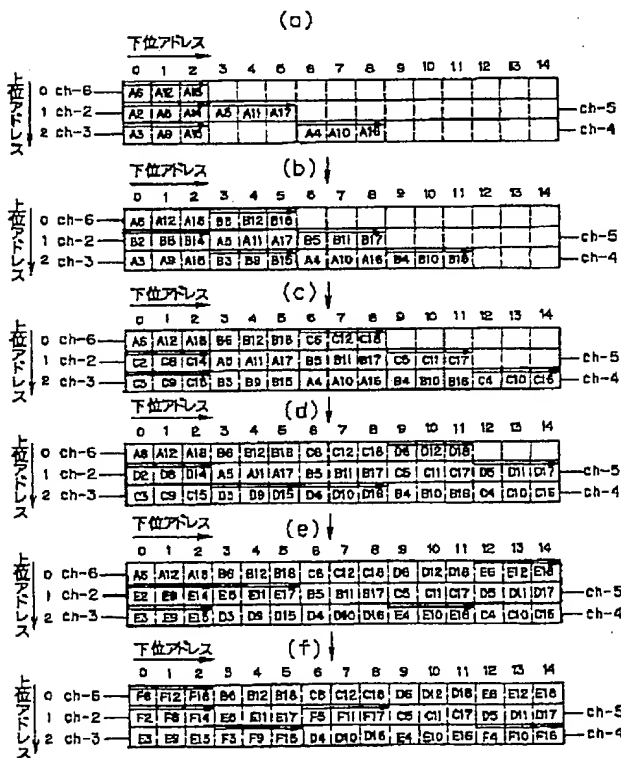 (a)
下位アドレス
0 1 2 3 4 5 6 7 8 9 10 11 12 13 14
上位アドレス
0 ch-6 A6 A12 A18
1 ch-2 A2 A8 A14 A5 A11 A17 ch-5
2 ch-3 A3 A9 A15 A4 A10 A16 ch-4
(b)
下位アドレス
0 1 2 3 4 5 6 7 8 9 10 11 12 13 14
上位アドレス
0 ch-6 A6 A12 A18 B6 B12 B18
1 ch-2 B2 B8 B14 A5 A11 A17 B5 B11 B17 ch-5
2 ch-3 A3 A9 A15 B3 B9 B15 A4 A10 A16 B4 B10 B16 ch-4
(c)
下位アドレス
0 1 2 3 4 5 6 7 8 9 10 11 12 13 14
上位アドレス
0 ch-6 A6 A12 A18 B6 B12 B18 C6 C12 C18
1 ch-2 C2 C8 C14 A5 A11 A17 B5 B11 B17 C5 C11 C17 ch-5
2 ch-3 C3 C9 C15 B3 B9 B15 A4 A10 A16 B4 B10 B16 C4 C10 C16 ch-4
(d)
下位アドレス
0 1 2 3 4 5 6 7 8 9 10 11 12 13 14
上位アドレス
0 ch-6 A6 A12 A18 B6 B12 B18 C6 C12 C18 D6 D12 D18
1 ch-2 D2 D8 D14 A5 A11 A17 B5 B11 B17 C5 C11 C17 D5 D11 D17 ch-5
2 ch-3 C3 C9 C15 D3 D9 D15 D4 D10 D16 B4 B10 B16 C4 C10 C16 ch-4
(e)
下位アドレス
0 1 2 3 4 5 6 7 8 9 10 11 12 13 14
上位アドレス
0 ch-6 A6 A12 A18 B6 B12 B18 C6 C12 C18 D6 D12 D18 E6 E12 E18
1 ch-2 E2 E8 E14 E5 E11 E17 B5 B11 B17 C5 C11 C17 D5 D11 D17 ch-5
2 ch-3 E3 E9 E15 D3 D9 D15 D4 D10 D16 E4 E10 E16 C4 C10 C16 ch-4
(f)
下位アドレス
0 1 2 3 4 5 6 7 8 9 10 11 12 13 14
上位アドレス
0 ch-6 F6 F12 F18 B6 B12 B18 C6 C12 C18 D6 D12 D18 E6 E12 E18
1 ch-2 F2 F8 F14 E5 E11 E17 F5 F11 F17 C5 C11 C17 D5 D11 D17 ch-5
2 ch-3 E3 E9 E15 F3 F9 F15 D4 D10 D16 E4 E10 E16 F4 F10 F16 ch-4